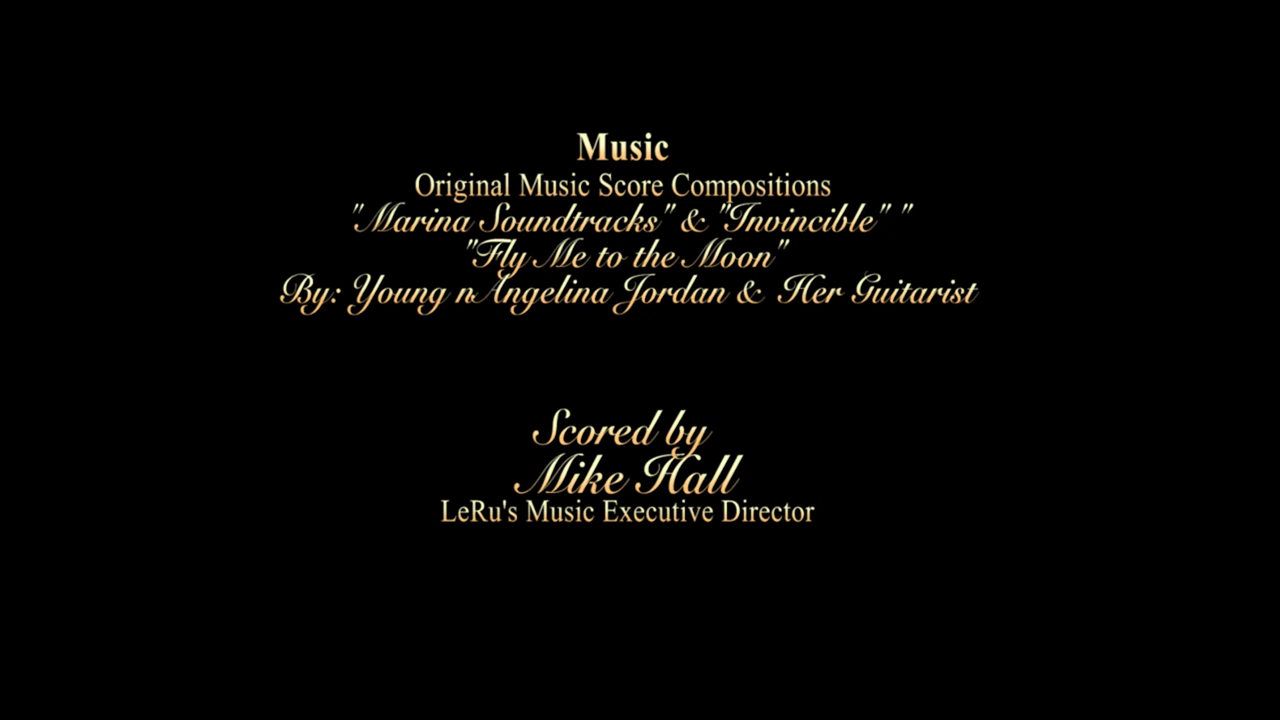 Music
Original Music Score Compositions
"Marina Soundtracks" & "Invincible" "
"Fly Me to the Moon"
By: Young nAngelina Jordan & Her Guitarist
Scored by
Mike Hall
LeRu's Music Executive Director